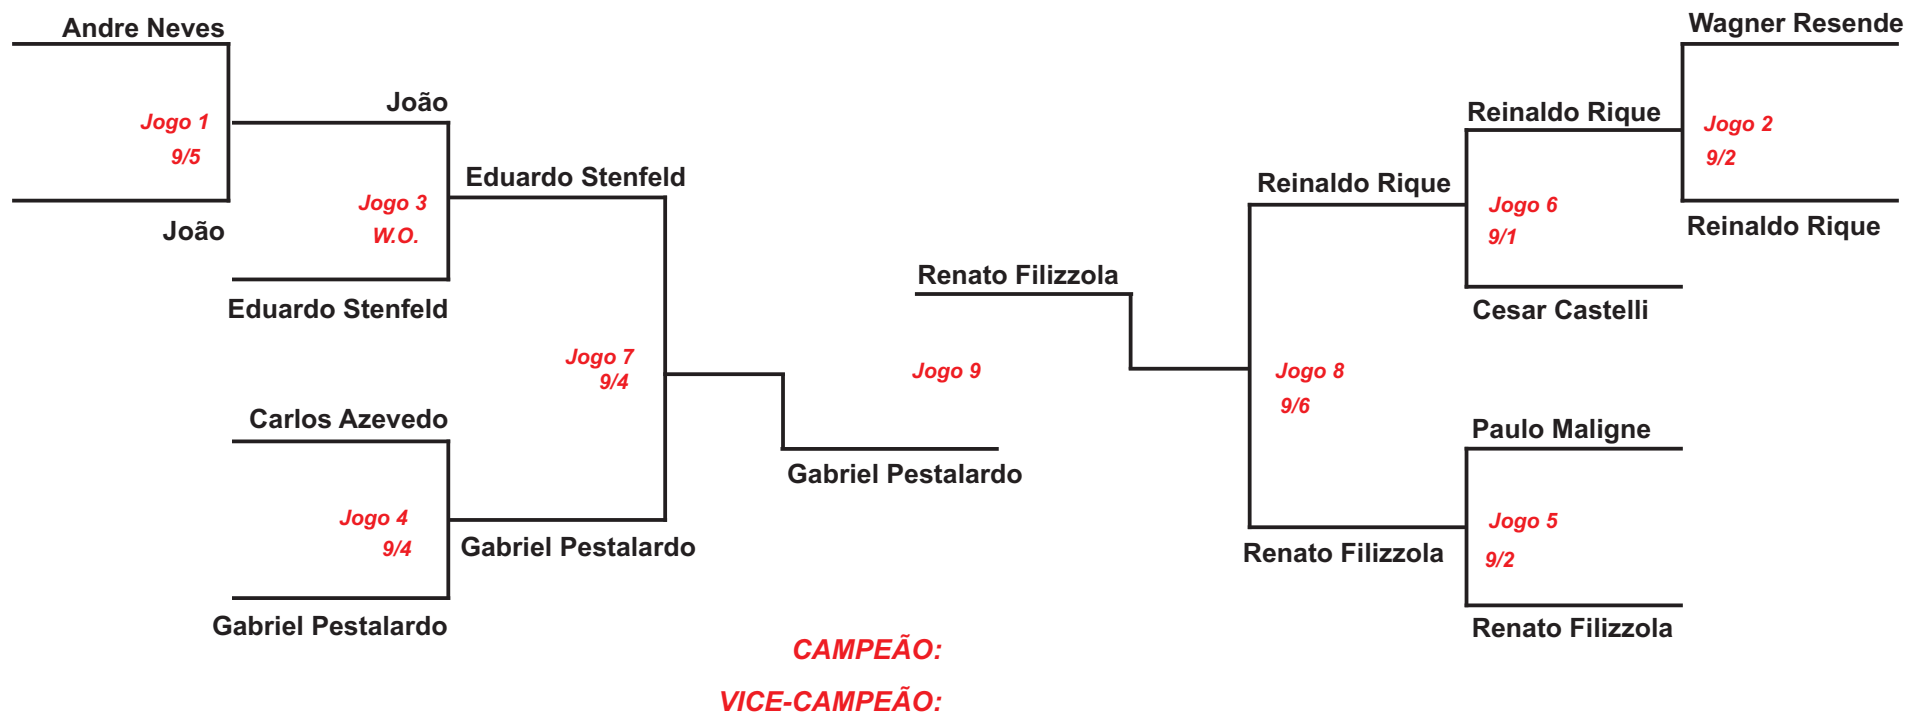 Andre Neves
Jogo 1
9/5
João
João
Jogo 3
W.O.
Eduardo Stenfeld
Eduardo Stenfeld
Jogo 7
9/4
Carlos Azevedo
Jogo 4
9/4
Gabriel Pestalardo
Gabriel Pestalardo
Gabriel Pestalardo
Renato Filizzola
Jogo 9
Wagner Resende
Jogo 2
9/2
Reinaldo Rique
Reinaldo Rique
Jogo 6
9/1
Cesar Castelli
Reinaldo Rique
Jogo 8
9/6
Renato Filizzola
Paulo Maligne
Jogo 5
9/2
Renato Filizzola
CAMPEÃO:
VICE-CAMPEÃO: